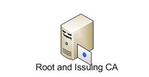 Root and Issuing CA